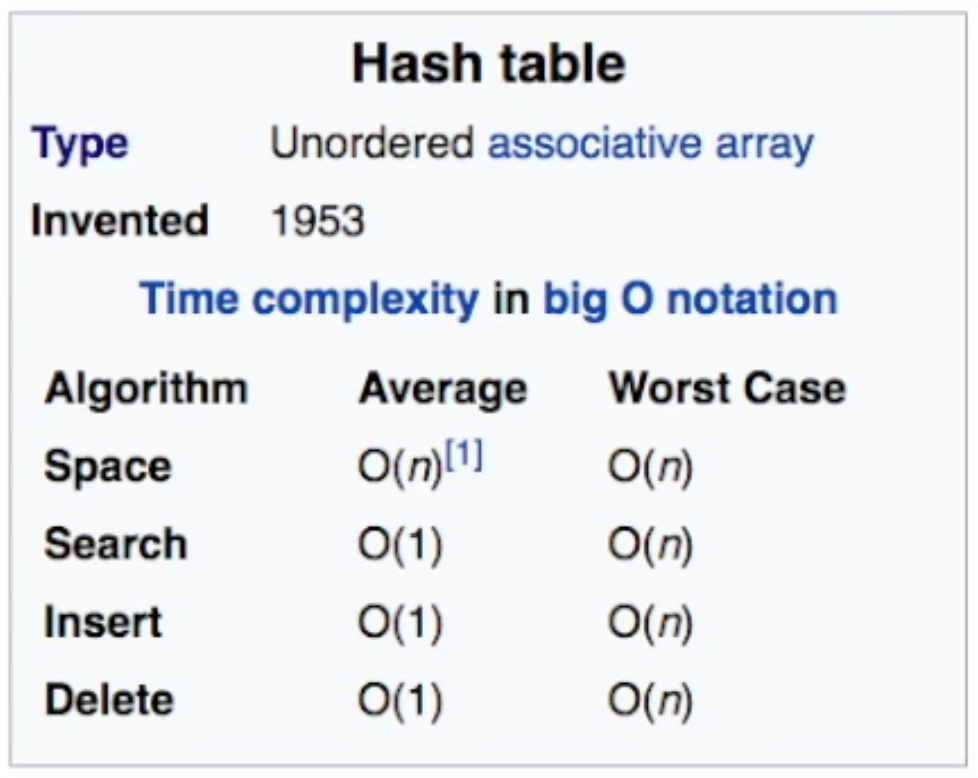 Hash table
Type Unordered associative array
Invented 1953
Time complexity in big O notation
Algorithm Average Worst Case
Space O(n)[1] O(n)
Search O(1) O(n)
Insert O(1) O(n)
Delete O(1) O(n)